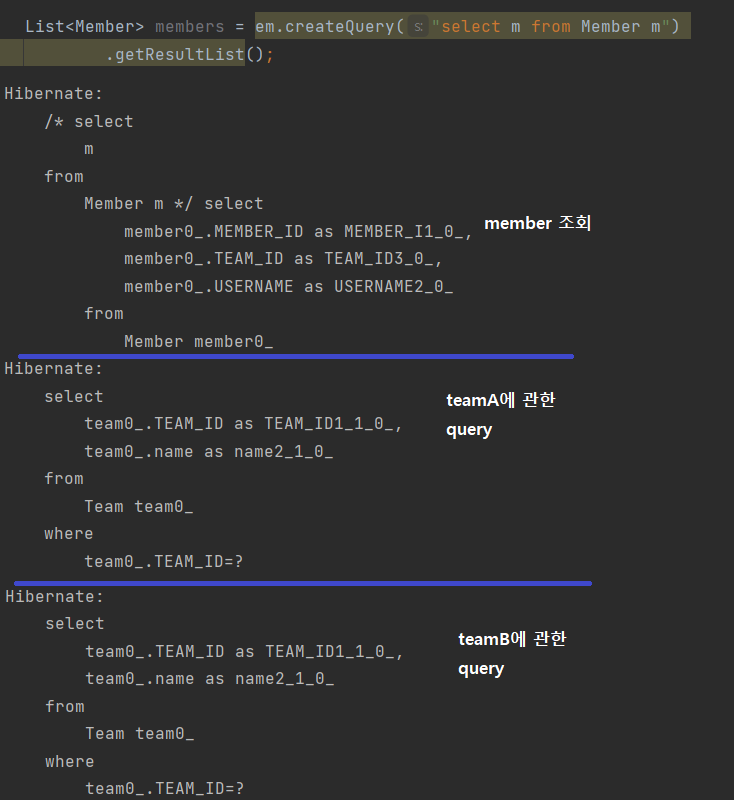 List<Member> members = em.createQuery( s: "select m from Member m")
.getResultList();
Hibernate:
/* select
m
from
Member m */ select
member0_.MEMBER_ID as MEMBER_I1_0_,
member 조회
member0_.TEAM_ID as TEAM_ID3_0_,
member0_.USERNAME as USERNAME2_0_
from
Member member0_
Hibernate:
select
teamA에 관한
team0_.TEAM_ID as TEAM_ID1_1_0_,
query
team0_.name as name2_1_0_
from
Team team0_
where
team0_.TEAM_ID=?
Hibernate:
select
teamB에 관한
team0_.TEAM_ID as TEAM_ID1_1_0_,
query
team0_.name as name2_1_0_
from
Team team0_
where
team0_.TEAM_ID=?